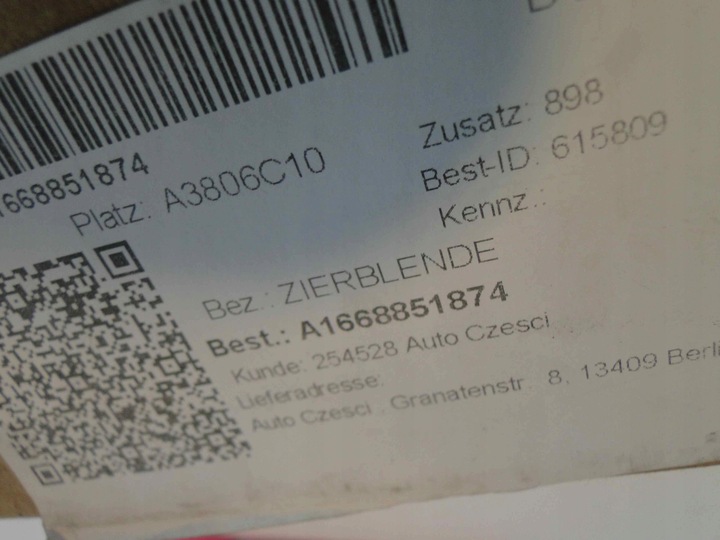 1668851874
Platz: A3806C10
Zusatz: 898
Best-ID: 615809
Kennz.:
Bez.: ZIERBLENDE
Best.: A1668851874
Kunde: 254528 Auto Czesci
Lieferadresse:
Auto Czesci , Granatenstr. 8, 13409 Berli